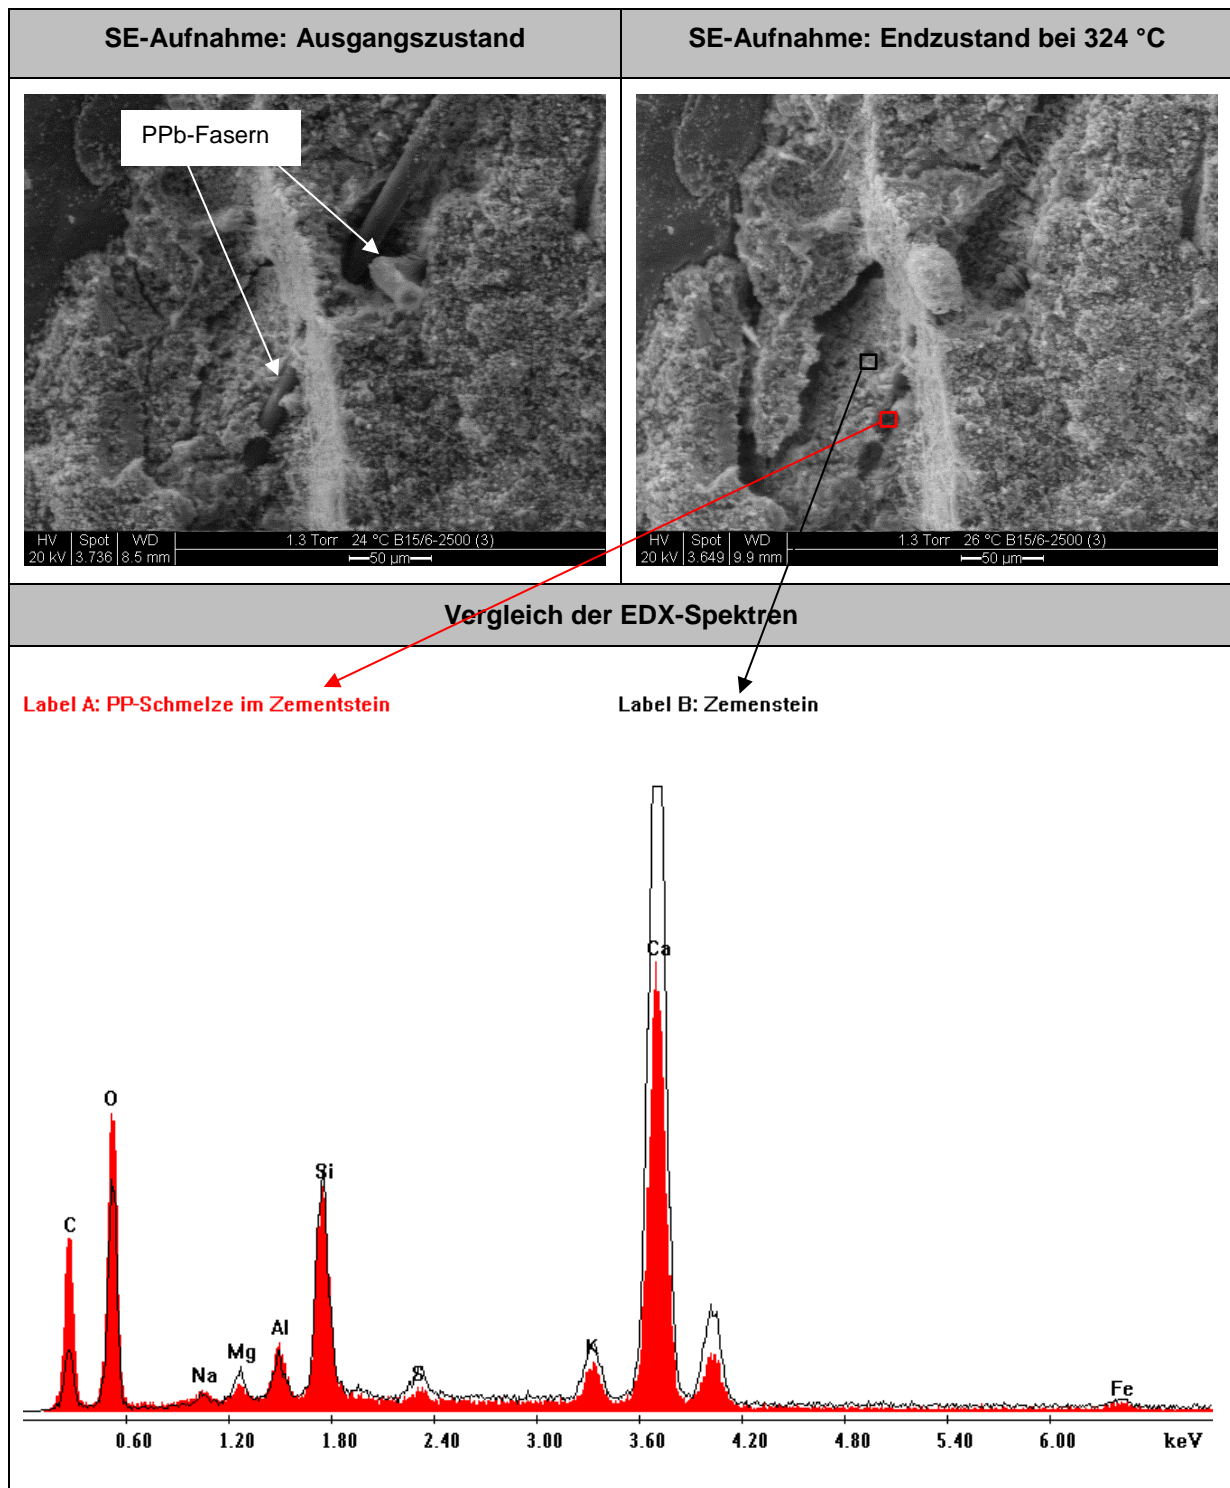 SE-Aufnahme: Ausgangszustand
SE-Aufnahme: Endzustand bei 324 °C
PPb-Fasern
HV Spot WD 1.3 Torr 24 °C B15/6-2500 (3)
20 kV 3.736 8.5 mm 50 µm
HV Spot WD 1.3 Torr 26 °C B15/6-2500 (3)
20 kV 3.649 9.9 mm 50 µm
Vergleich der EDX-Spektren
Label A: PP-Schmelze im Zementstein
Label B: Zemenstein
Ca
O
Si
C
Al
Mg
K
Na
S
Fe
0.60 1.20 1.80 2.40 3.00 3.60 4.20 4.80 5.40 6.00 keV